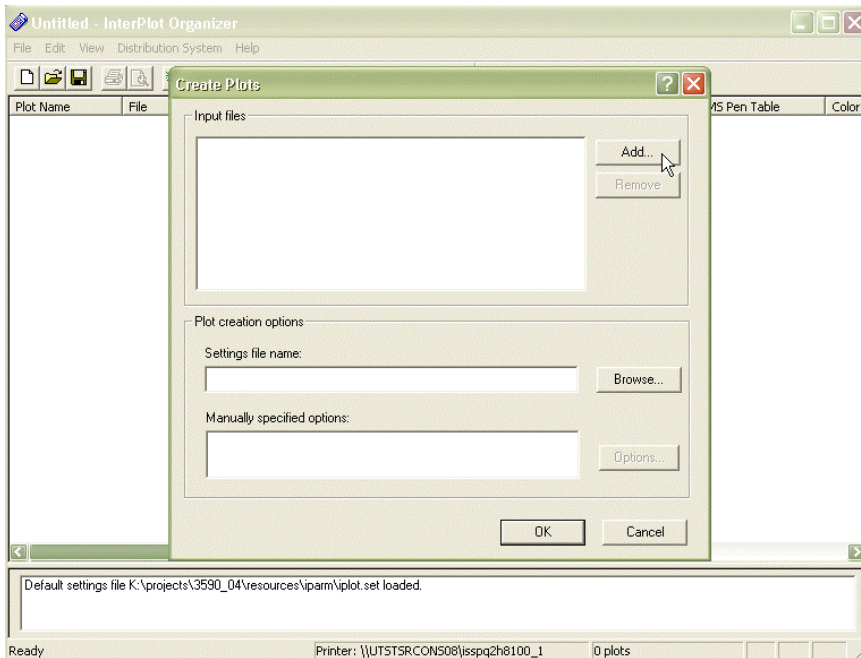 Untitled - InterPlot Organizer
File Edit View Distribution System Help
Create Plots
Plot Name File MS Pen Table Color
Input files
Add...
Remove
Plot creation options
Settings file name:
Browse...
Manually specified options:
Options...
OK Cancel
Default settings file K:\projects\3590_04\resources\iparm\iplot.set loaded.
Ready Printer: \\UTSTSRCONS08\isspq2h8100_1 0 plots